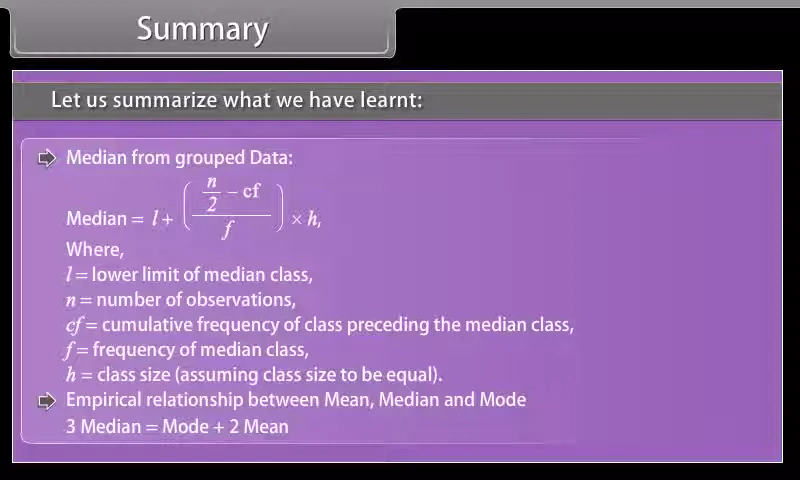 Summary
Let us summarize what we have learnt:
Median from grouped Data:
Median = l + ( (n/2 – cf) / f ) × h,
Where,
l = lower limit of median class,
n = number of observations,
cf = cumulative frequency of class preceding the median class,
f = frequency of median class,
h = class size (assuming class size to be equal).
Empirical relationship between Mean, Median and Mode
3 Median = Mode + 2 Mean